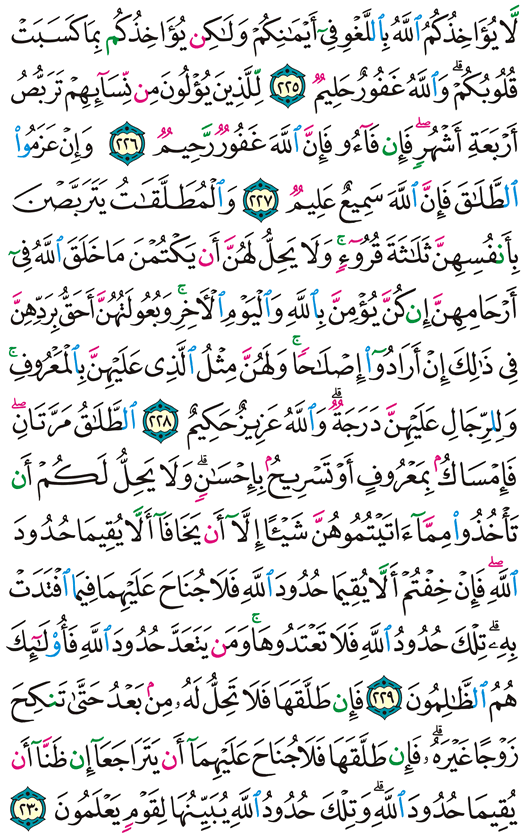 لَّا يُؤَاخِذُكُمُ ٱللَّهُ بِٱللَّغْوِ فِىٓ أَيْمَٰنِكُمْ وَلَٰكِن يُؤَاخِذُكُم بِمَا كَسَبَتْ
قُلُوبُكُمْ ۗ وَٱللَّهُ غَفُورٌ حَلِيمٌ ٢٢٥ لِّلَّذِينَ يُؤْلُونَ مِن نِّسَآئِهِمْ تَرَبُّصُ
أَرْبَعَةِ أَشْهُرٍ ۖ فَإِن فَآءُو فَإِنَّ ٱللَّهَ غَفُورٌ رَّحِيمٌ ٢٢٦ وَإِنْ عَزَمُوا۟
ٱلطَّلَٰقَ فَإِنَّ ٱللَّهَ سَمِيعٌ عَلِيمٌ ٢٢٧ وَٱلْمُطَلَّقَٰتُ يَتَرَبَّصْنَ
بِأَنفُسِهِنَّ ثَلَٰثَةَ قُرُوٓءٍ ۚ وَلَا يَحِلُّ لَهُنَّ أَن يَكْتُمْنَ مَا خَلَقَ ٱللَّهُ فِىٓ
أَرْحَامِهِنَّ إِن كُنَّ يُؤْمِنَّ بِٱللَّهِ وَٱلْيَوْمِ ٱلْءَاخِرِ ۚ وَبُعُولَتُهُنَّ أَحَقُّ بِرَدِّهِنَّ
فِى ذَٰلِكَ إِنْ أَرَادُوٓا۟ إِصْلَٰحًا ۚ وَلَهُنَّ مِثْلُ ٱلَّذِى عَلَيْهِنَّ بِٱلْمَعْرُوفِ ۚ
وَلِلرِّجَالِ عَلَيْهِنَّ دَرَجَةٌ ۗ وَٱللَّهُ عَزِيزٌ حَكِيمٌ ٢٢٨ ٱلطَّلَٰقُ مَرَّتَانِ ۖ
فَإِمْسَاكٌۢ بِمَعْرُوفٍ أَوْ تَسْرِيحٌۢ بِإِحْسَٰنٍ ۗ وَلَا يَحِلُّ لَكُمْ أَن
تَأْخُذُوا۟ مِمَّآ ءَاتَيْتُمُوهُنَّ شَيْـًٔا إِلَّآ أَن يَخَافَآ أَلَّا يُقِيمَا حُدُودَ
ٱللَّهِ ۖ فَإِنْ خِفْتُمْ أَلَّا يُقِيمَا حُدُودَ ٱللَّهِ فَلَا جُنَاحَ عَلَيْهِمَا فِيمَا ٱفْتَدَتْ
بِهِۦ ۗ تِلْكَ حُدُودُ ٱللَّهِ فَلَا تَعْتَدُوهَا ۚ وَمَن يَتَعَدَّ حُدُودَ ٱللَّهِ فَأُو۟لَٰٓئِكَ
هُمُ ٱلظَّٰلِمُونَ ٢٢٩ فَإِن طَلَّقَهَا فَلَا تَحِلُّ لَهُۥ مِنۢ بَعْدُ حَتَّىٰ تَنكِحَ
زَوْجًا غَيْرَهُۥ ۗ فَإِن طَلَّقَهَا فَلَا جُنَاحَ عَلَيْهِمَآ أَن يَتَرَاجَعَآ إِن ظَنَّآ أَن
يُقِيمَا حُدُودَ ٱللَّهِ ۗ وَتِلْكَ حُدُودُ ٱللَّهِ يُبَيِّنُهَا لِقَوْمٍ يَعْلَمُونَ ٢٣٠